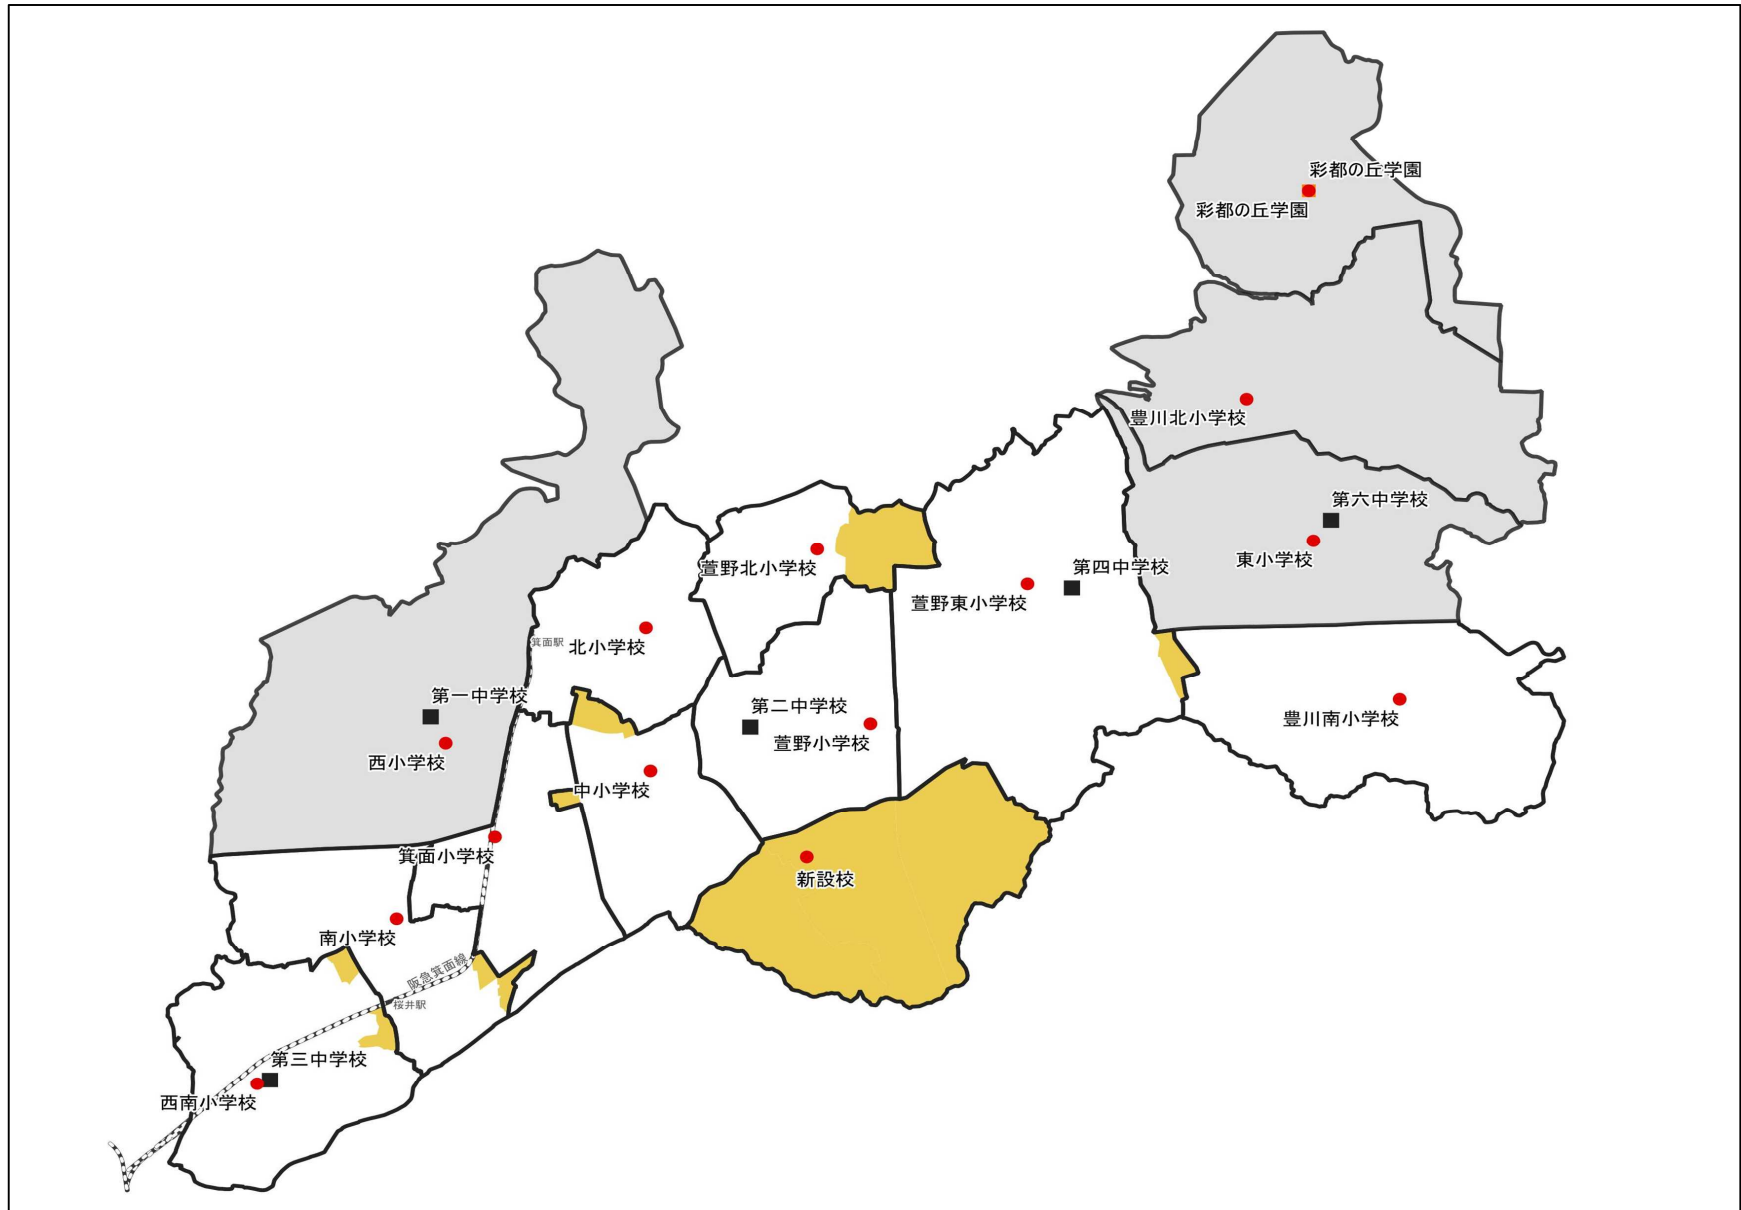 彩都の丘学園
彩都の丘学園
豊川北小学校
第六中学校
東小学校
第四中学校
萱野北小学校
萱野東小学校
箕面駅
北小学校
第一中学校
第二中学校
豊川南小学校
萱野小学校
西小学校
中小学校
箕面小学校
新設校
南小学校
阪急箕面線
桜井駅
第三中学校
西南小学校